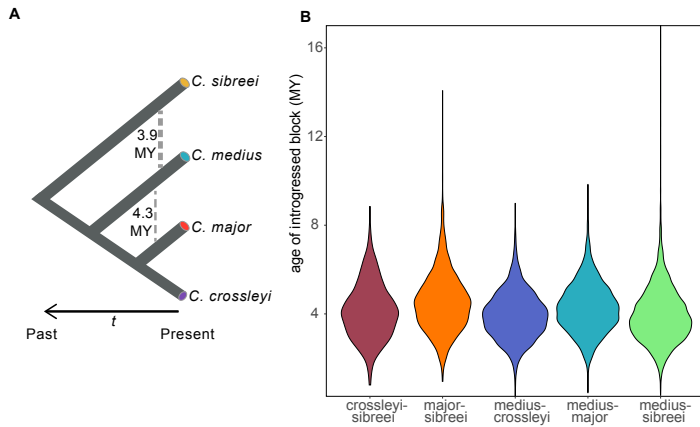 A
C. sibreei
3.9
MY
C. medius
4.3
MY
C. major
C. crossleyi
t
Past
Present
B
age of introgressed block (MY)
16
12
8
4
crossleyi-
sibreei
major-
sibreei
medius-
crossleyi
medius-
major
medius-
sibreei